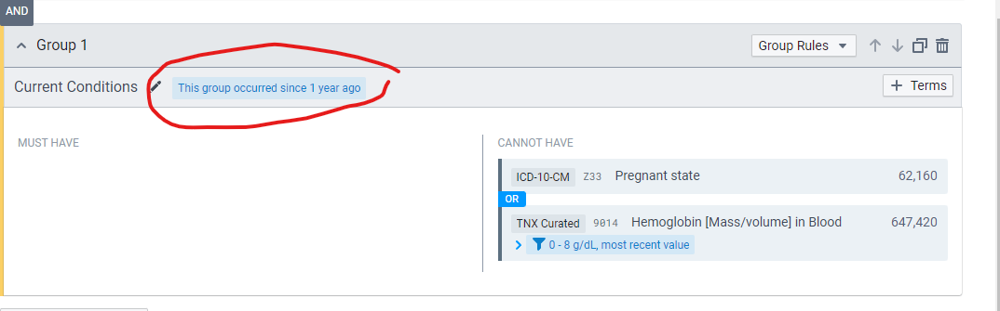 AND
Group 1
Group Rules
Current Conditions
This group occurred since 1 year ago
+ Terms
MUST HAVE
CANNOT HAVE
ICD-10-CM Z33 Pregnant state 62,160
OR
TNX Curated 9014 Hemoglobin [Mass/volume] in Blood 647,420
0 - 8 g/dL, most recent value